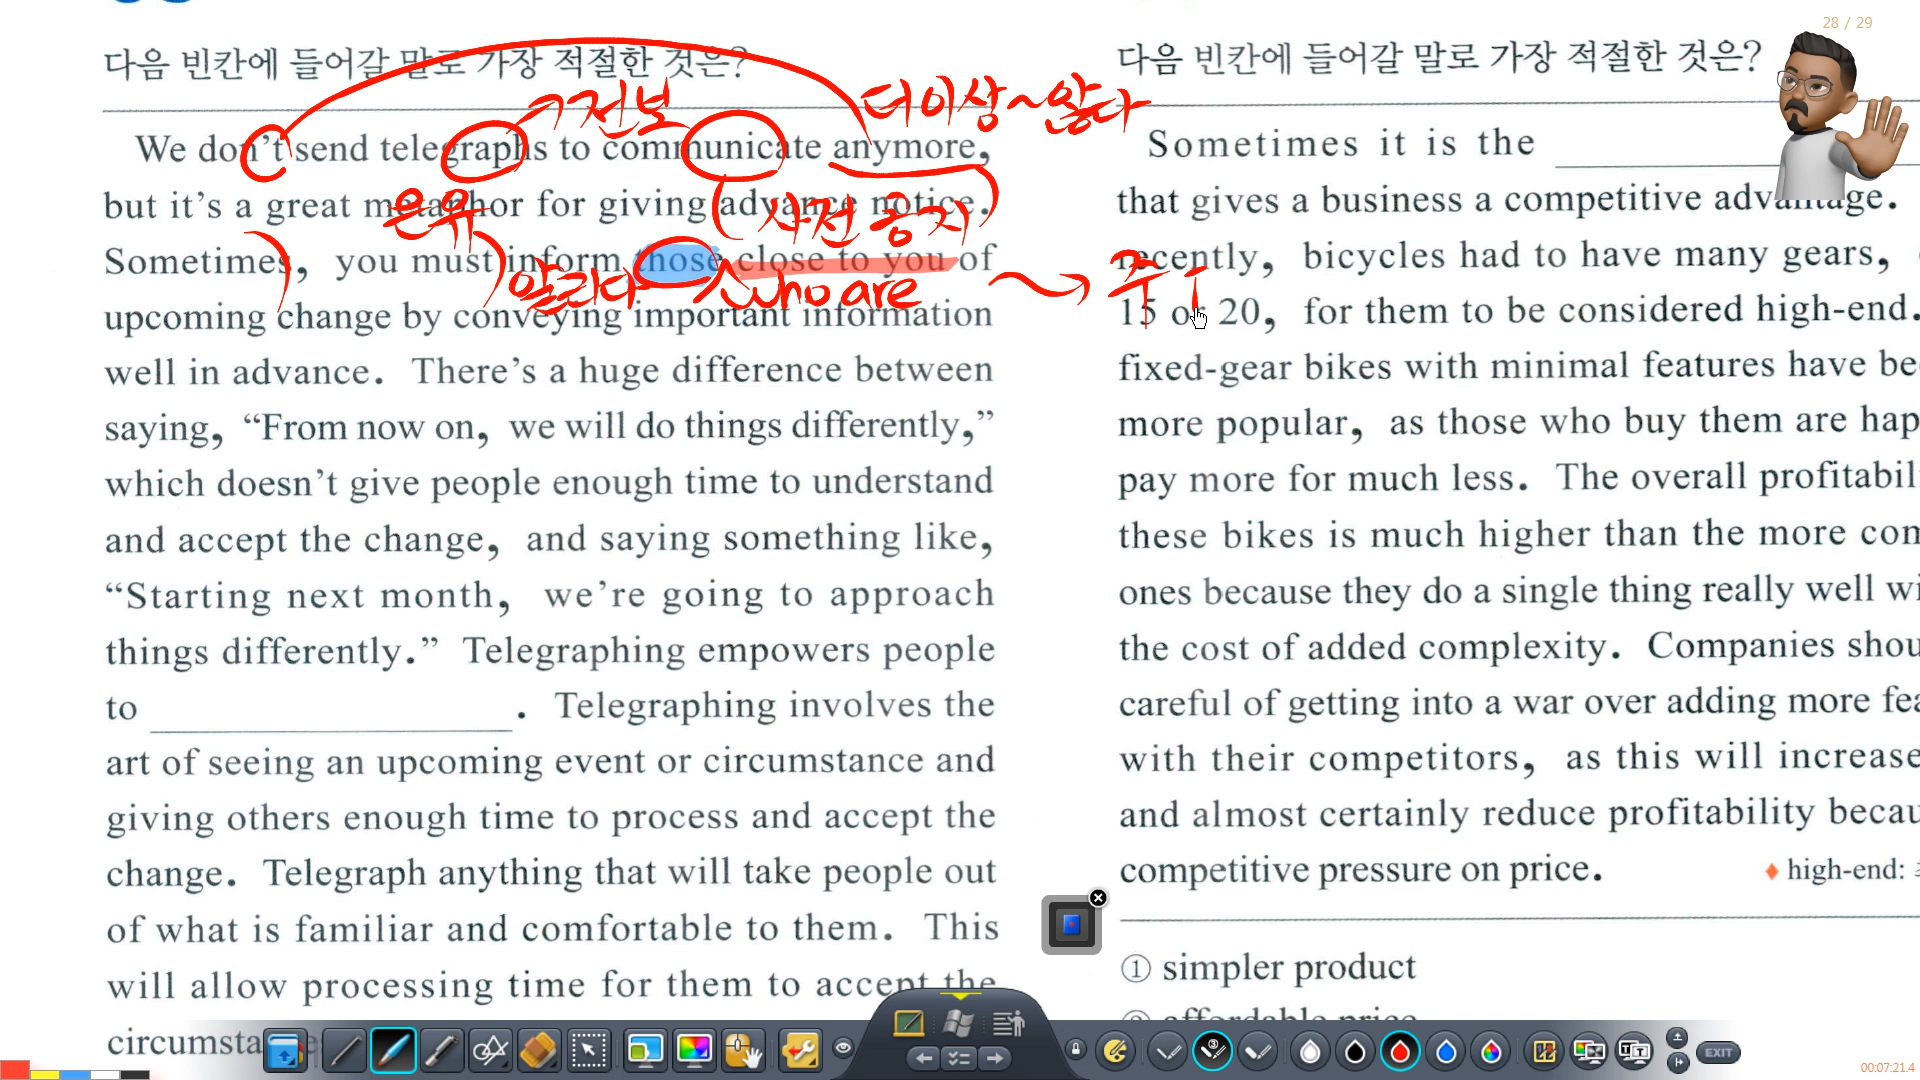 28 / 29
다음 빈칸에 들어갈 말로 가장 적절한 것은?
전보
더이상~않다
We don't send telegraphs to communicate anymore,
but it's a great metaphor for giving advance notice.
은유
사전 공지
Sometimes, you must inform those close to you of
알리다
who are
upcoming change by conveying important information
well in advance. There's a huge difference between
saying, "From now on, we will do things differently,"
which doesn't give people enough time to understand
and accept the change, and saying something like,
"Starting next month, we're going to approach
things differently." Telegraphing empowers people
to . Telegraphing involves the
art of seeing an upcoming event or circumstance and
giving others enough time to process and accept the
change. Telegraph anything that will take people out
of what is familiar and comfortable to them. This
will allow processing time for them to accept the
다음 빈칸에 들어갈 말로 가장 적절한 것은?
Sometimes it is the
that gives a business a competitive advantage.
recently, bicycles had to have many gears,
주
15 or 20, for them to be considered high-end.
fixed-gear bikes with minimal features have
more popular, as those who buy them are
pay more for much less. The overall
these bikes is much higher than the more
ones because they do a single thing really well
the cost of added complexity. Companies
careful of getting into a war over adding more
with their competitors, as this will increase
and almost certainly reduce profitability
competitive pressure on price.
♦ high-end:
① simpler product
affordable price
EXIT
00:07:21.4